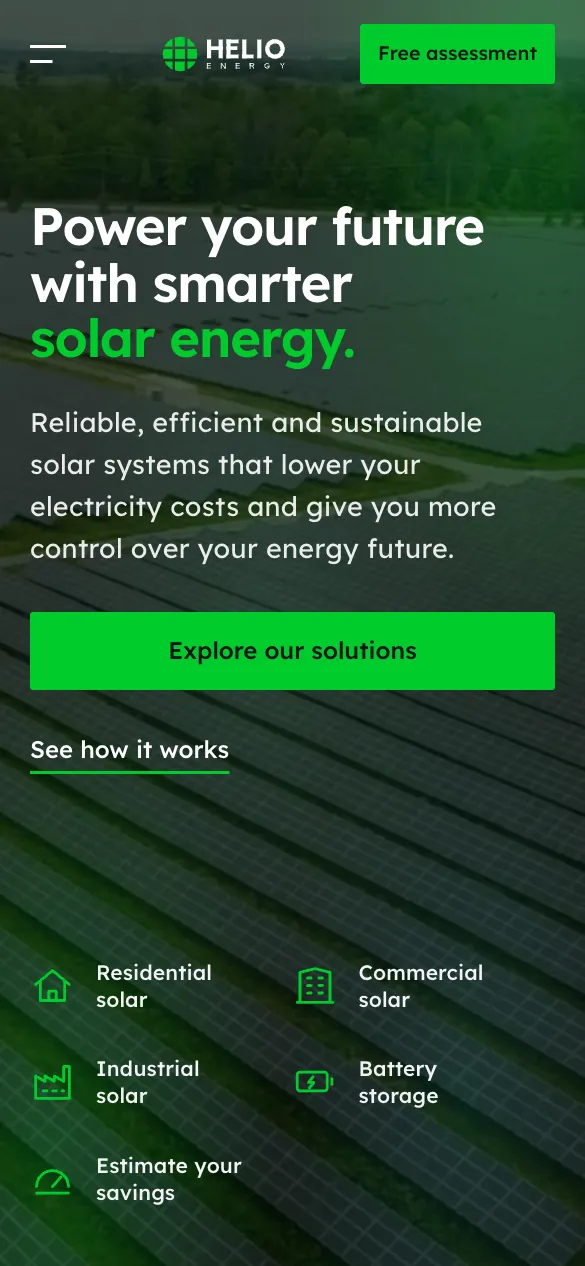 HELIO
ENERGY
Free assessment
Power your future
with smarter
solar energy.
Reliable, efficient and sustainable
solar systems that lower your
electricity costs and give you more
control over your energy future.
Explore our solutions
See how it works
Residential
solar
Commercial
solar
Industrial
solar
Battery
storage
Estimate your
savings